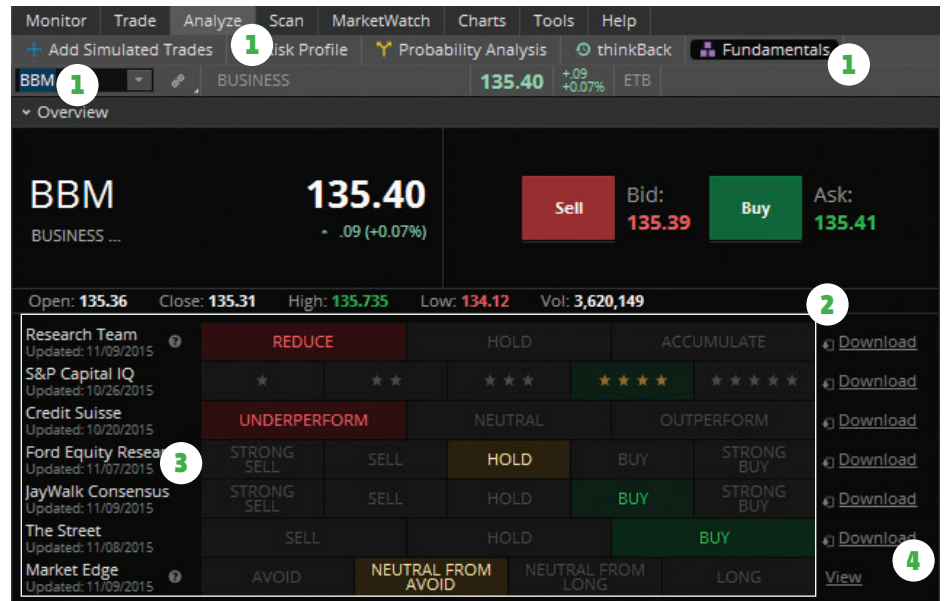 Monitor Trade Analyze Scan MarketWatch Charts Tools Help
Add Simulated Trades 1 isk Profile Probability Analysis thinkBack Fundamentals 1
BBM 1 BUSINESS 135.40 +.09 +0.07% ETB
Overview
BBM 135.40 Sell Bid: 135.39 Buy Ask: 135.41
BUSINESS ... .09 (+0.07%)
Open: 135.36 Close: 135.31 High: 135.735 Low: 134.12 Vol: 3,620,149
2
Research Team REDUCE HOLD ACCUMULATE Download
Updated: 11/09/2015
S&P Capital IQ Download
Updated: 10/26/2015
Credit Suisse UNDERPERFORM NEUTRAL OUTPERFORM Download
Updated: 10/20/2015
Ford Equity Resea 3 STRONG SELL SELL HOLD BUY STRONG BUY Download
Updated: 11/07/2015
JayWalk Consensus STRONG SELL SELL HOLD BUY STRONG BUY Download
Updated: 11/09/2015
The Street SELL HOLD BUY Download
Updated: 11/08/2015
4
Market Edge AVOID NEUTRAL FROM AVOID NEUTRAL FROM LONG LONG View
Updated: 11/09/2015